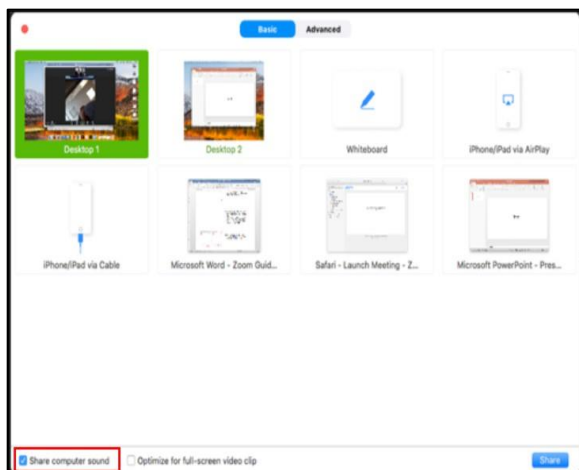 Basic Advanced
Desktop 1 Desktop 2 Whiteboard iPhone/iPad via AirPlay
iPhone/iPad via Cable Microsoft Word - Zoom Guid... Safari - Launch Meeting - Z... Microsoft PowerPoint - Pres...
Share computer sound Optimize for full-screen video clip Share